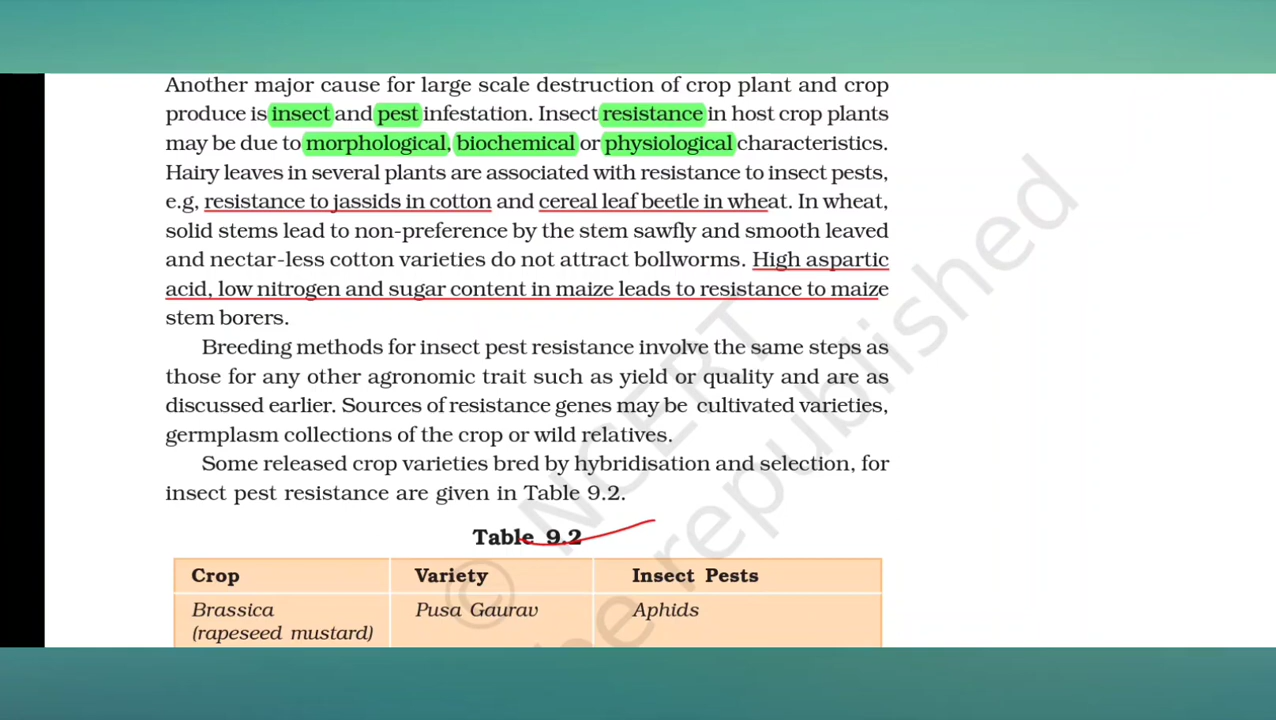 Another major cause for large scale destruction of crop plant and crop
produce is insect and pest infestation. Insect resistance in host crop plants
may be due to morphological, biochemical or physiological characteristics.
Hairy leaves in several plants are associated with resistance to insect pests,
e.g, resistance to jassids in cotton and cereal leaf beetle in wheat. In wheat,
solid stems lead to non-preference by the stem sawfly and smooth leaved
and nectar-less cotton varieties do not attract bollworms. High aspartic
acid, low nitrogen and sugar content in maize leads to resistance to maize
stem borers.
Breeding methods for insect pest resistance involve the same steps as
those for any other agronomic trait such as yield or quality and are as
discussed earlier. Sources of resistance genes may be cultivated varieties,
germplasm collections of the crop or wild relatives.
Some released crop varieties bred by hybridisation and selection, for
insect pest resistance are given in Table 9.2.
Table 9.2
Crop Variety Insect Pests
Brassica Pusa Gaurav Aphids
(rapeseed mustard)
© NCERT
be republished